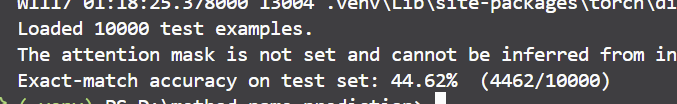 W1117 01:18:25.378000 13004 .venv\Lib\site-packages\torch\di
Loaded 10000 test examples.
The attention mask is not set and cannot be inferred from in
Exact-match accuracy on test set: 44.62%  (4462/10000)
(.venv) PS D:\method-name-prediction>